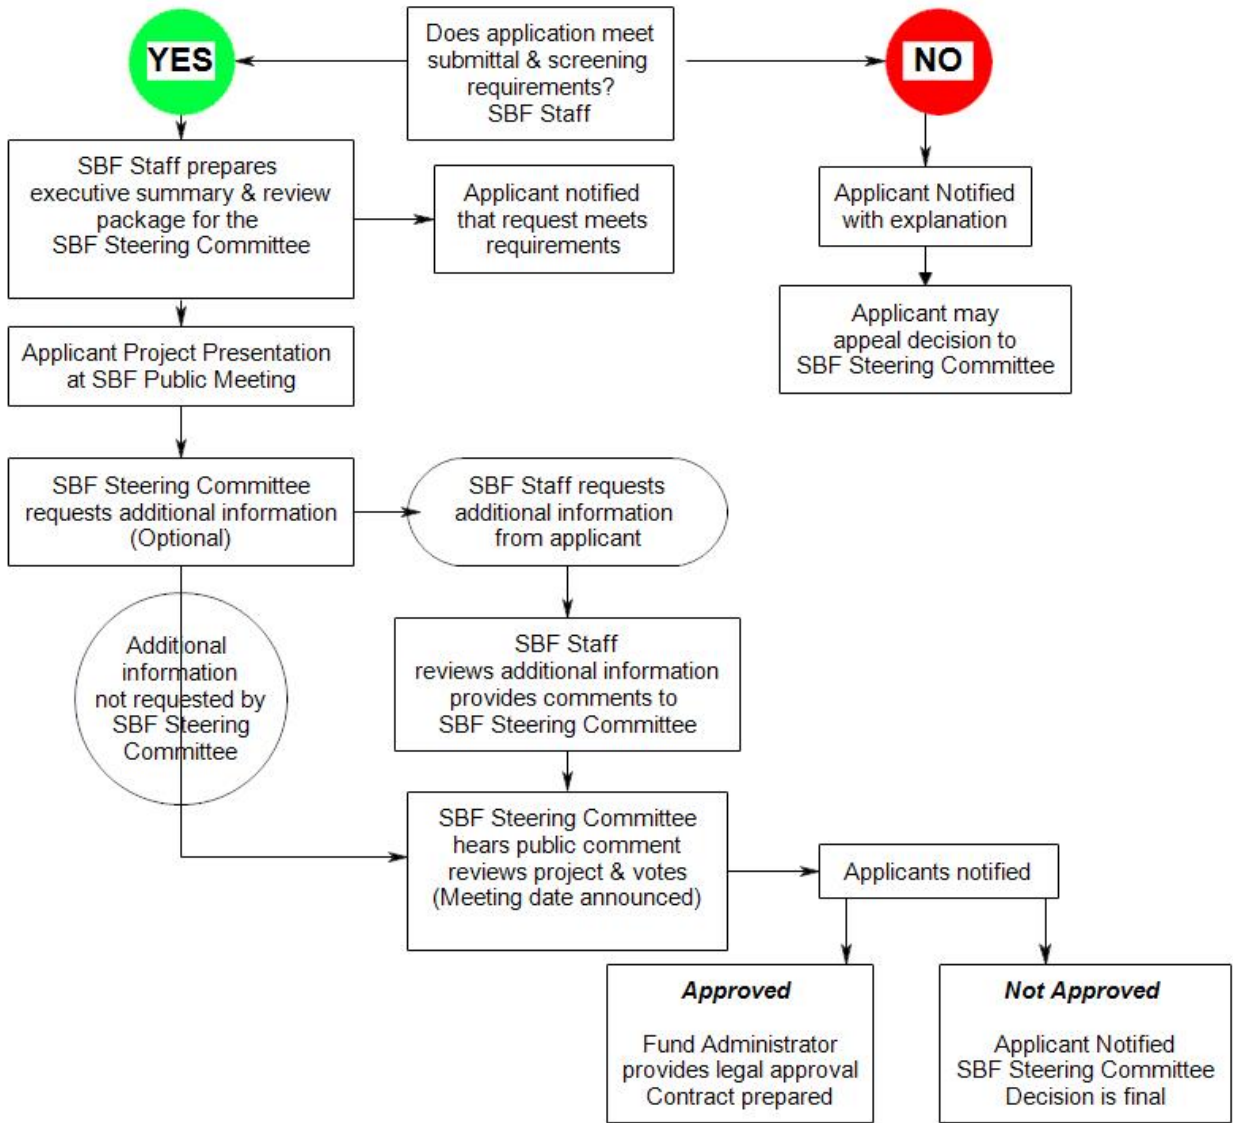 YES
Does application meet
submittal & screening
requirements?
SBF Staff
NO
SBF Staff prepares
executive summary & review
package for the
SBF Steering Committee
Applicant notified
that request meets
requirements
Applicant Notified
with explanation
Applicant may
appeal decision to
SBF Steering Committee
Applicant Project Presentation
at SBF Public Meeting
SBF Steering Committee
requests additional information
(Optional)
SBF Staff requests
additional information
from applicant
Additional
information
not requested by
SBF Steering
Committee
SBF Staff
reviews additional information
provides comments to
SBF Steering Committee
SBF Steering Committee
hears public comment
reviews project & votes
(Meeting date announced)
Applicants notified
Approved
Fund Administrator
provides legal approval
Contract prepared
Not Approved
Applicant Notified
SBF Steering Committee
Decision is final